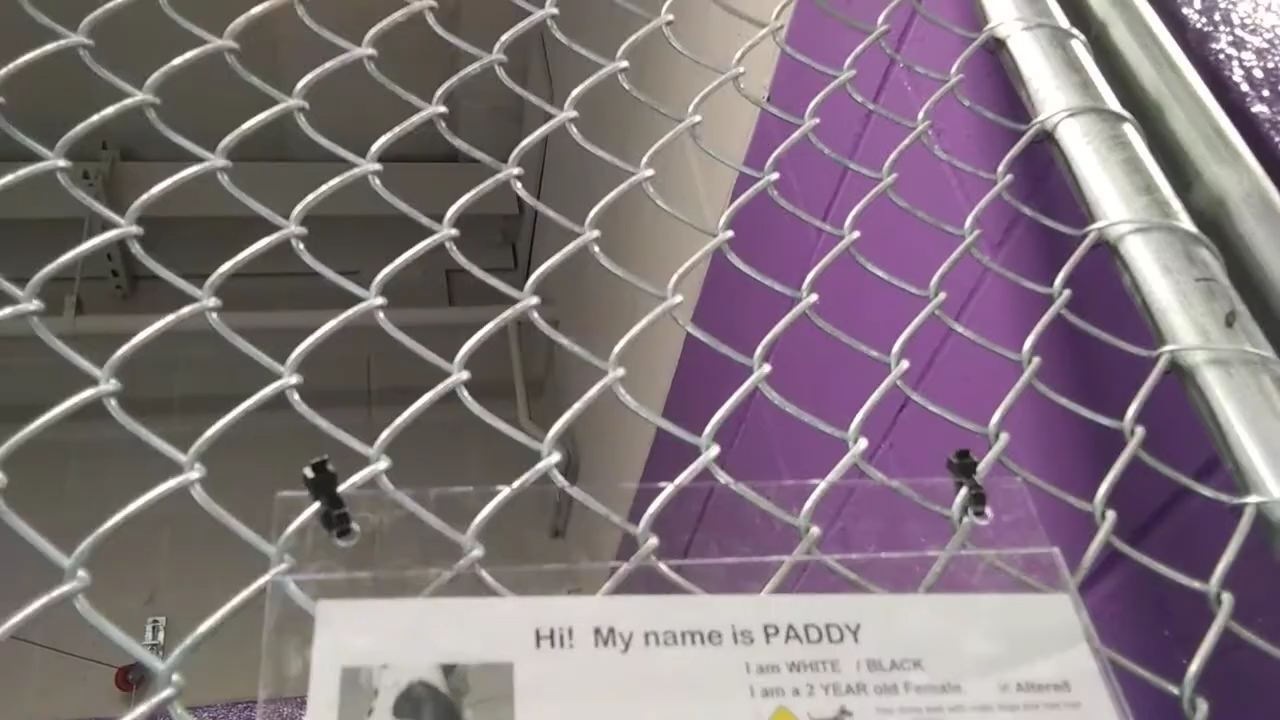 Hi! My name is PADDY
I am WHITE / BLACK
I am a 2 YEAR old Female. Altered